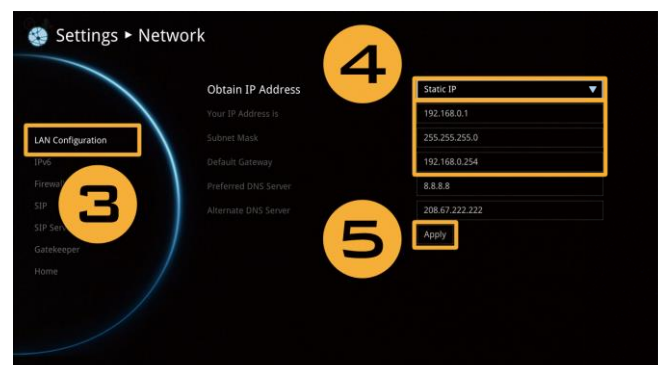 Settings ▸ Network
4
Obtain IP Address
Static IP
Your IP Address is
192.168.0.1
LAN Configuration
Subnet Mask
255.255.255.0
IPv6
Default Gateway
192.168.0.254
3
Preferred DNS Server
8.8.8.8
SIP
Alternate DNS Server
208.67.222.222
5
Apply
Gatekeeper
Home